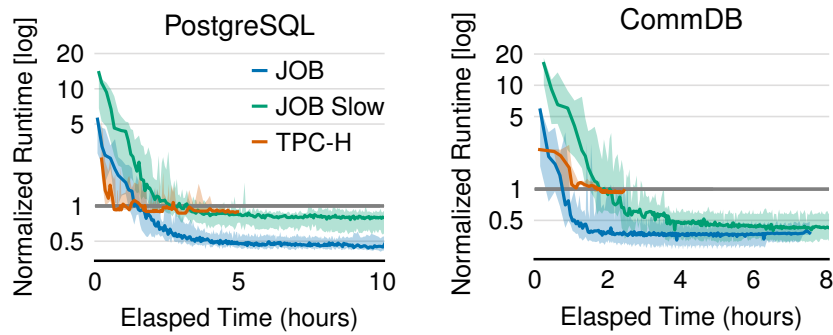 PostgreSQL
Normalized Runtime [log]
20
10
5
1
0.5
JOB
JOB Slow
TPC-H
0
5
10
Elasped Time (hours)
CommDB
Normalized Runtime [log]
20
10
5
1
0.5
0
2
4
6
8
Elasped Time (hours)